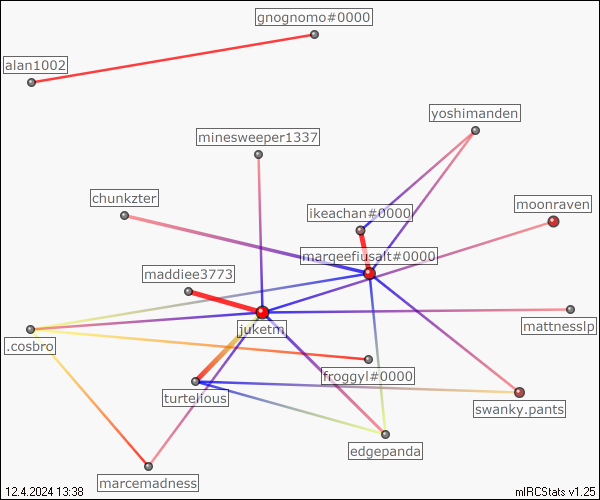 gnognomo#0000
alan1002
yoshimanden
minesweeper1337
chunkzter
moonraven
ikeachan#0000
marqeefiusalt#0000
maddiee3773
juketm
mattnesslp
.cosbro
froggyl#0000
turtelious
swanky.pants
edgepanda
marcemadness
12.4.2024 13:38
mIRCStats v1.25